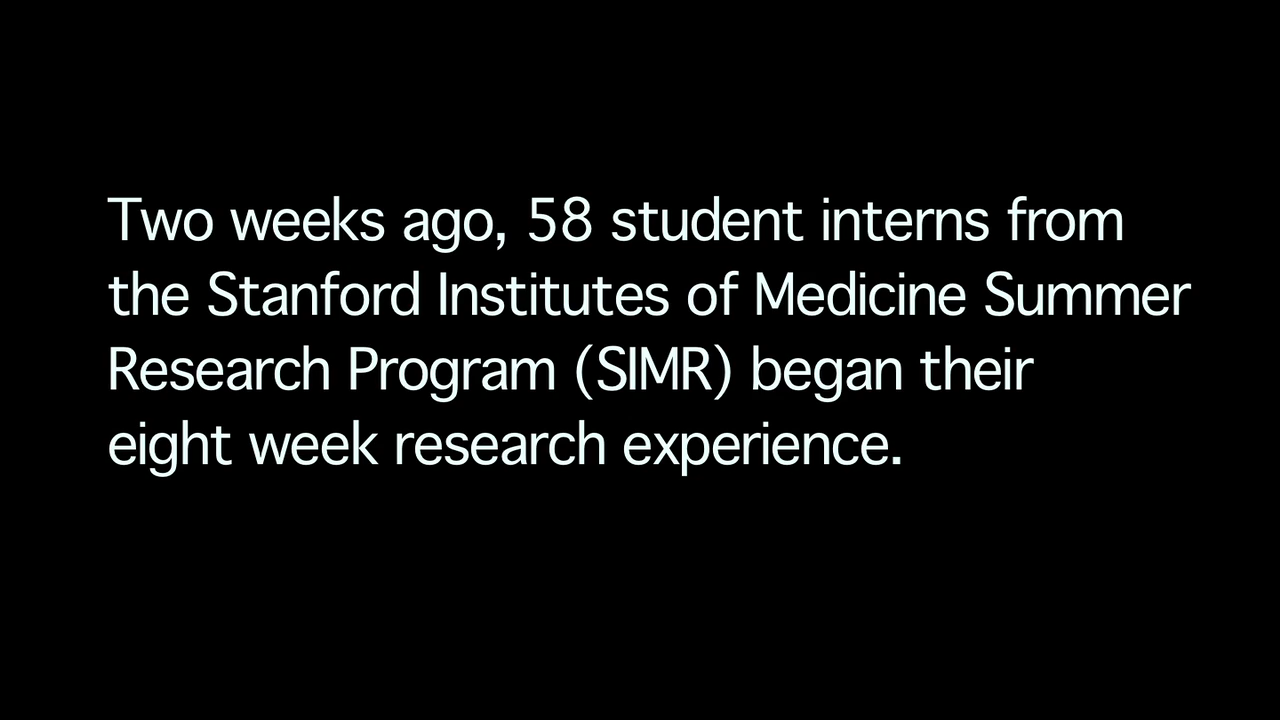 Two weeks ago, 58 student interns from
the Stanford Institutes of Medicine Summer
Research Program (SIMR) began their
eight week research experience.